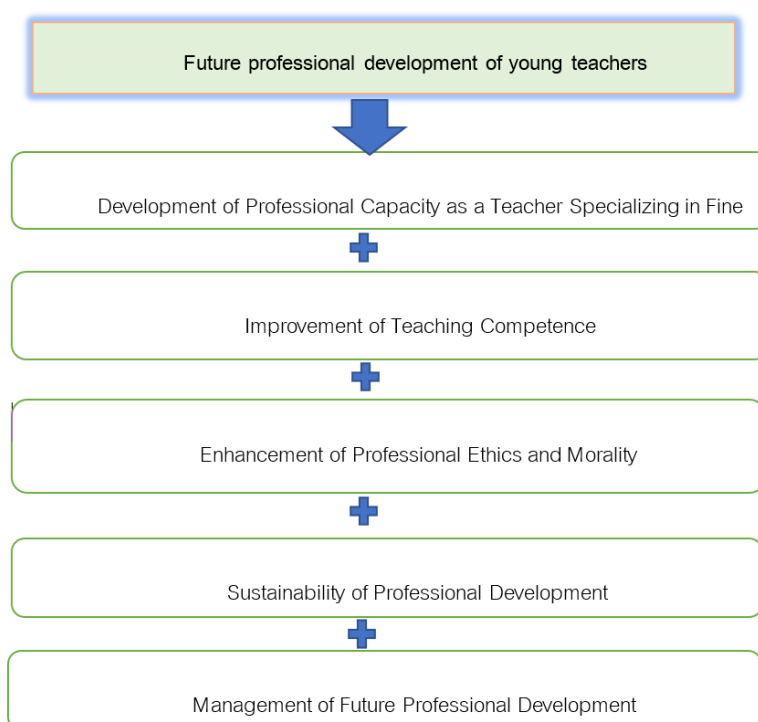 Future professional development of young teachers
Development of Professional Capacity as a Teacher Specializing in Fine
Improvement of Teaching Competence
Enhancement of Professional Ethics and Morality
Sustainability of Professional Development
Management of Future Professional Development